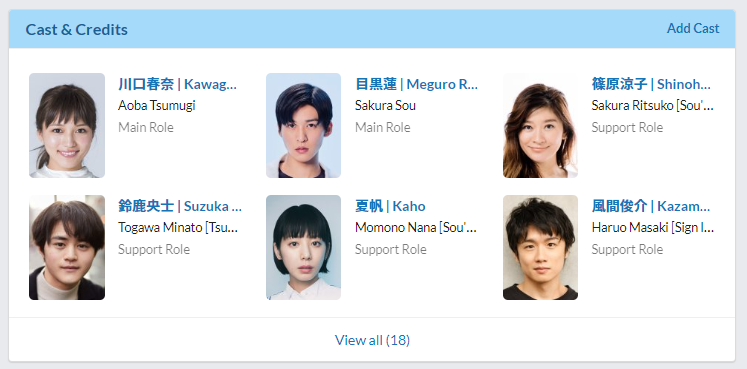 Cast & Credits
Add Cast
川口春奈 | Kawag...
Aoba Tsumugi
Main Role
目黒蓮 | Meguro R...
Sakura Sou
Main Role
篠原涼子 | Shinoh...
Sakura Ritsuko [Sou'...
Support Role
鈴鹿央士 | Suzuka ...
Togawa Minato [Tsu...
Support Role
夏帆 | Kaho
Momono Nana [Sou'...
Support Role
風間俊介 | Kazam...
Haruo Masaki [Sign l...
Support Role
View all (18)